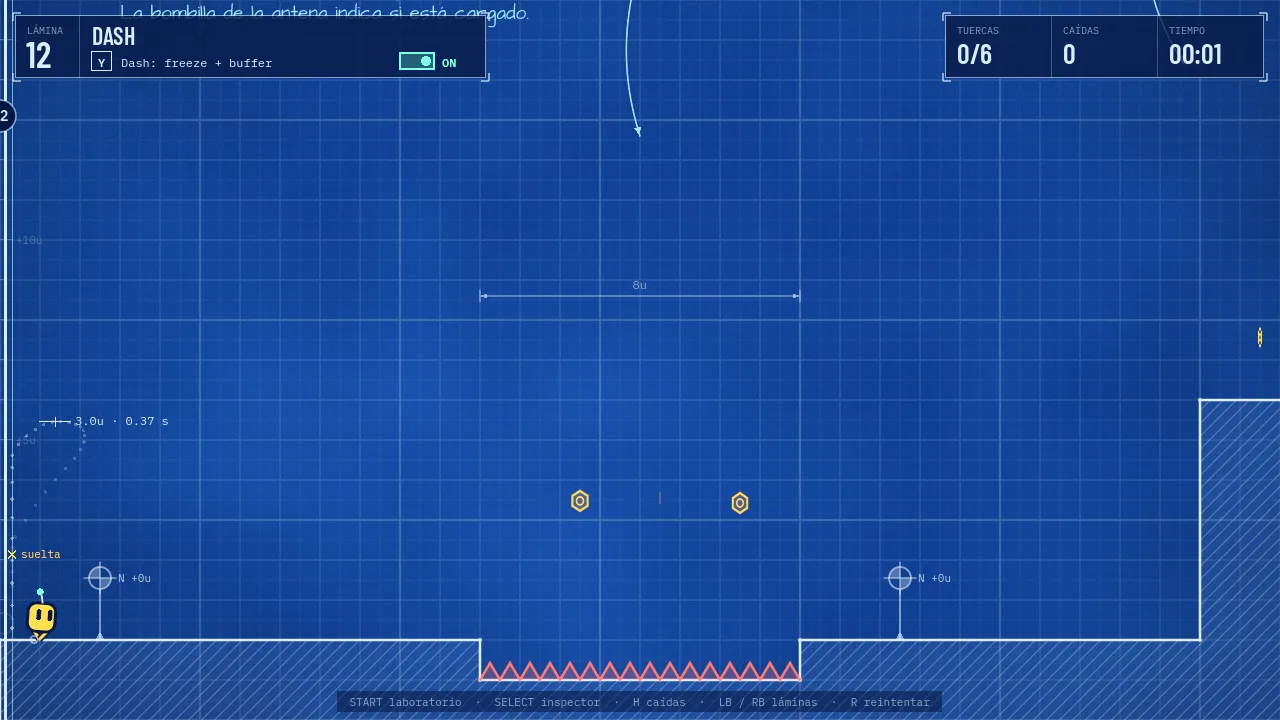 La bombilla de la antena indica si está cargado.
LÁMINA
12
DASH
Y Dash: freeze + buffer
ON
TUERCAS
0/6
CAÍDAS
0
TIEMPO
00:01
2
+10u
8u
3.0u · 0.37 s
+5u
suelta
N +0u
N +0u
START laboratorio · SELECT inspector · H caídas · LB / RB láminas · R reintentar